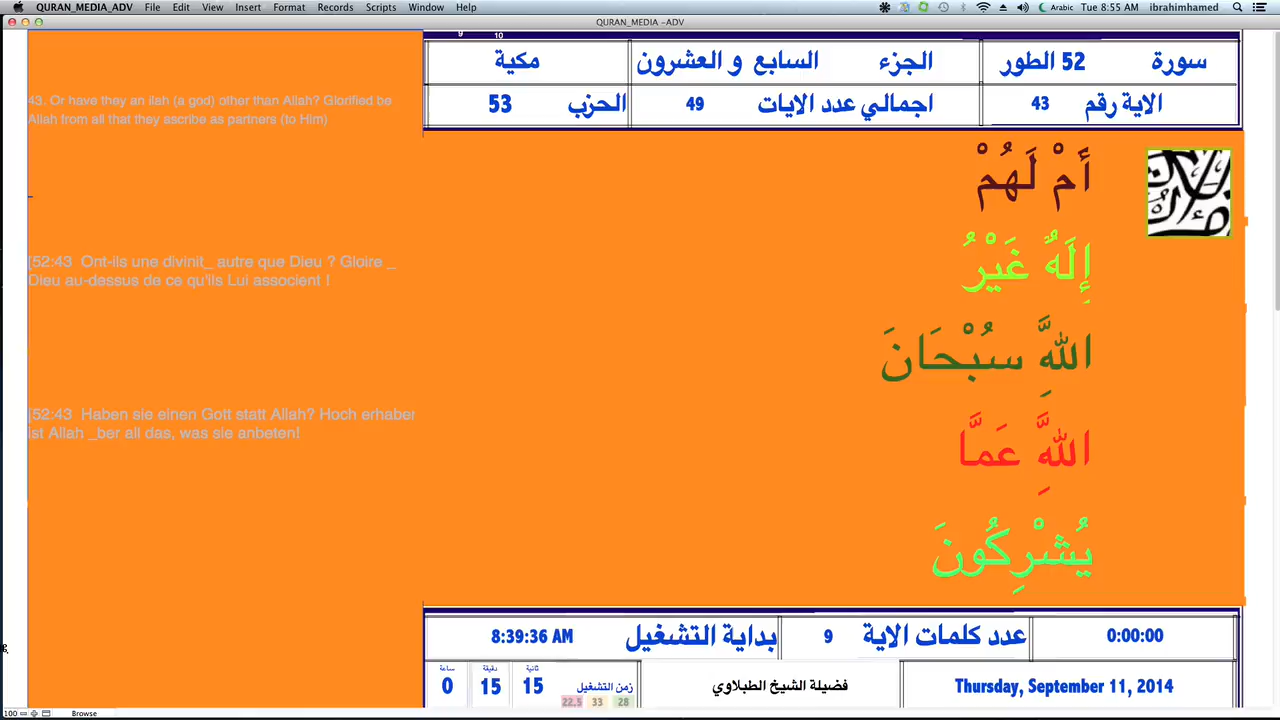 QURAN_MEDIA_ADV File Edit View Insert Format Records Scripts Window Help Arabic Tue 8:55 AM ibrahimhamed
QURAN_MEDIA -ADV
9 10
سورة 52 الطور الجزء السابع و العشرون مكية
الاية رقم 43 اجمالي عدد الايات 49 الحزب 53
43. Or have they an ilah (a god) other than Allah? Glorified be
Allah from all that they ascribe as partners (to Him)
[52:43 Ont-ils une divinit_ autre que Dieu ? Gloire _
Dieu au-dessus de ce qu'ils Lui associent !
[52:43 Haben sie einen Gott statt Allah? Hoch erhaben
ist Allah _ber all das, was sie anbeten!
أَمْ لَهُمْ
إِلَهٌ غَيْرُ
اللَّهِ سُبْحَانَ
اللَّهِ عَمَّا
يُشْرِكُونَ
0:00:00 عدد كلمات الاية 9 بداية التشغيل 8:39:36 AM
Thursday, September 11, 2014 فضيلة الشيخ الطبلاوي
ثانية دقيقة ساعة
زمن التشغيل 15 15 0
22.5 33 28
100 Browse